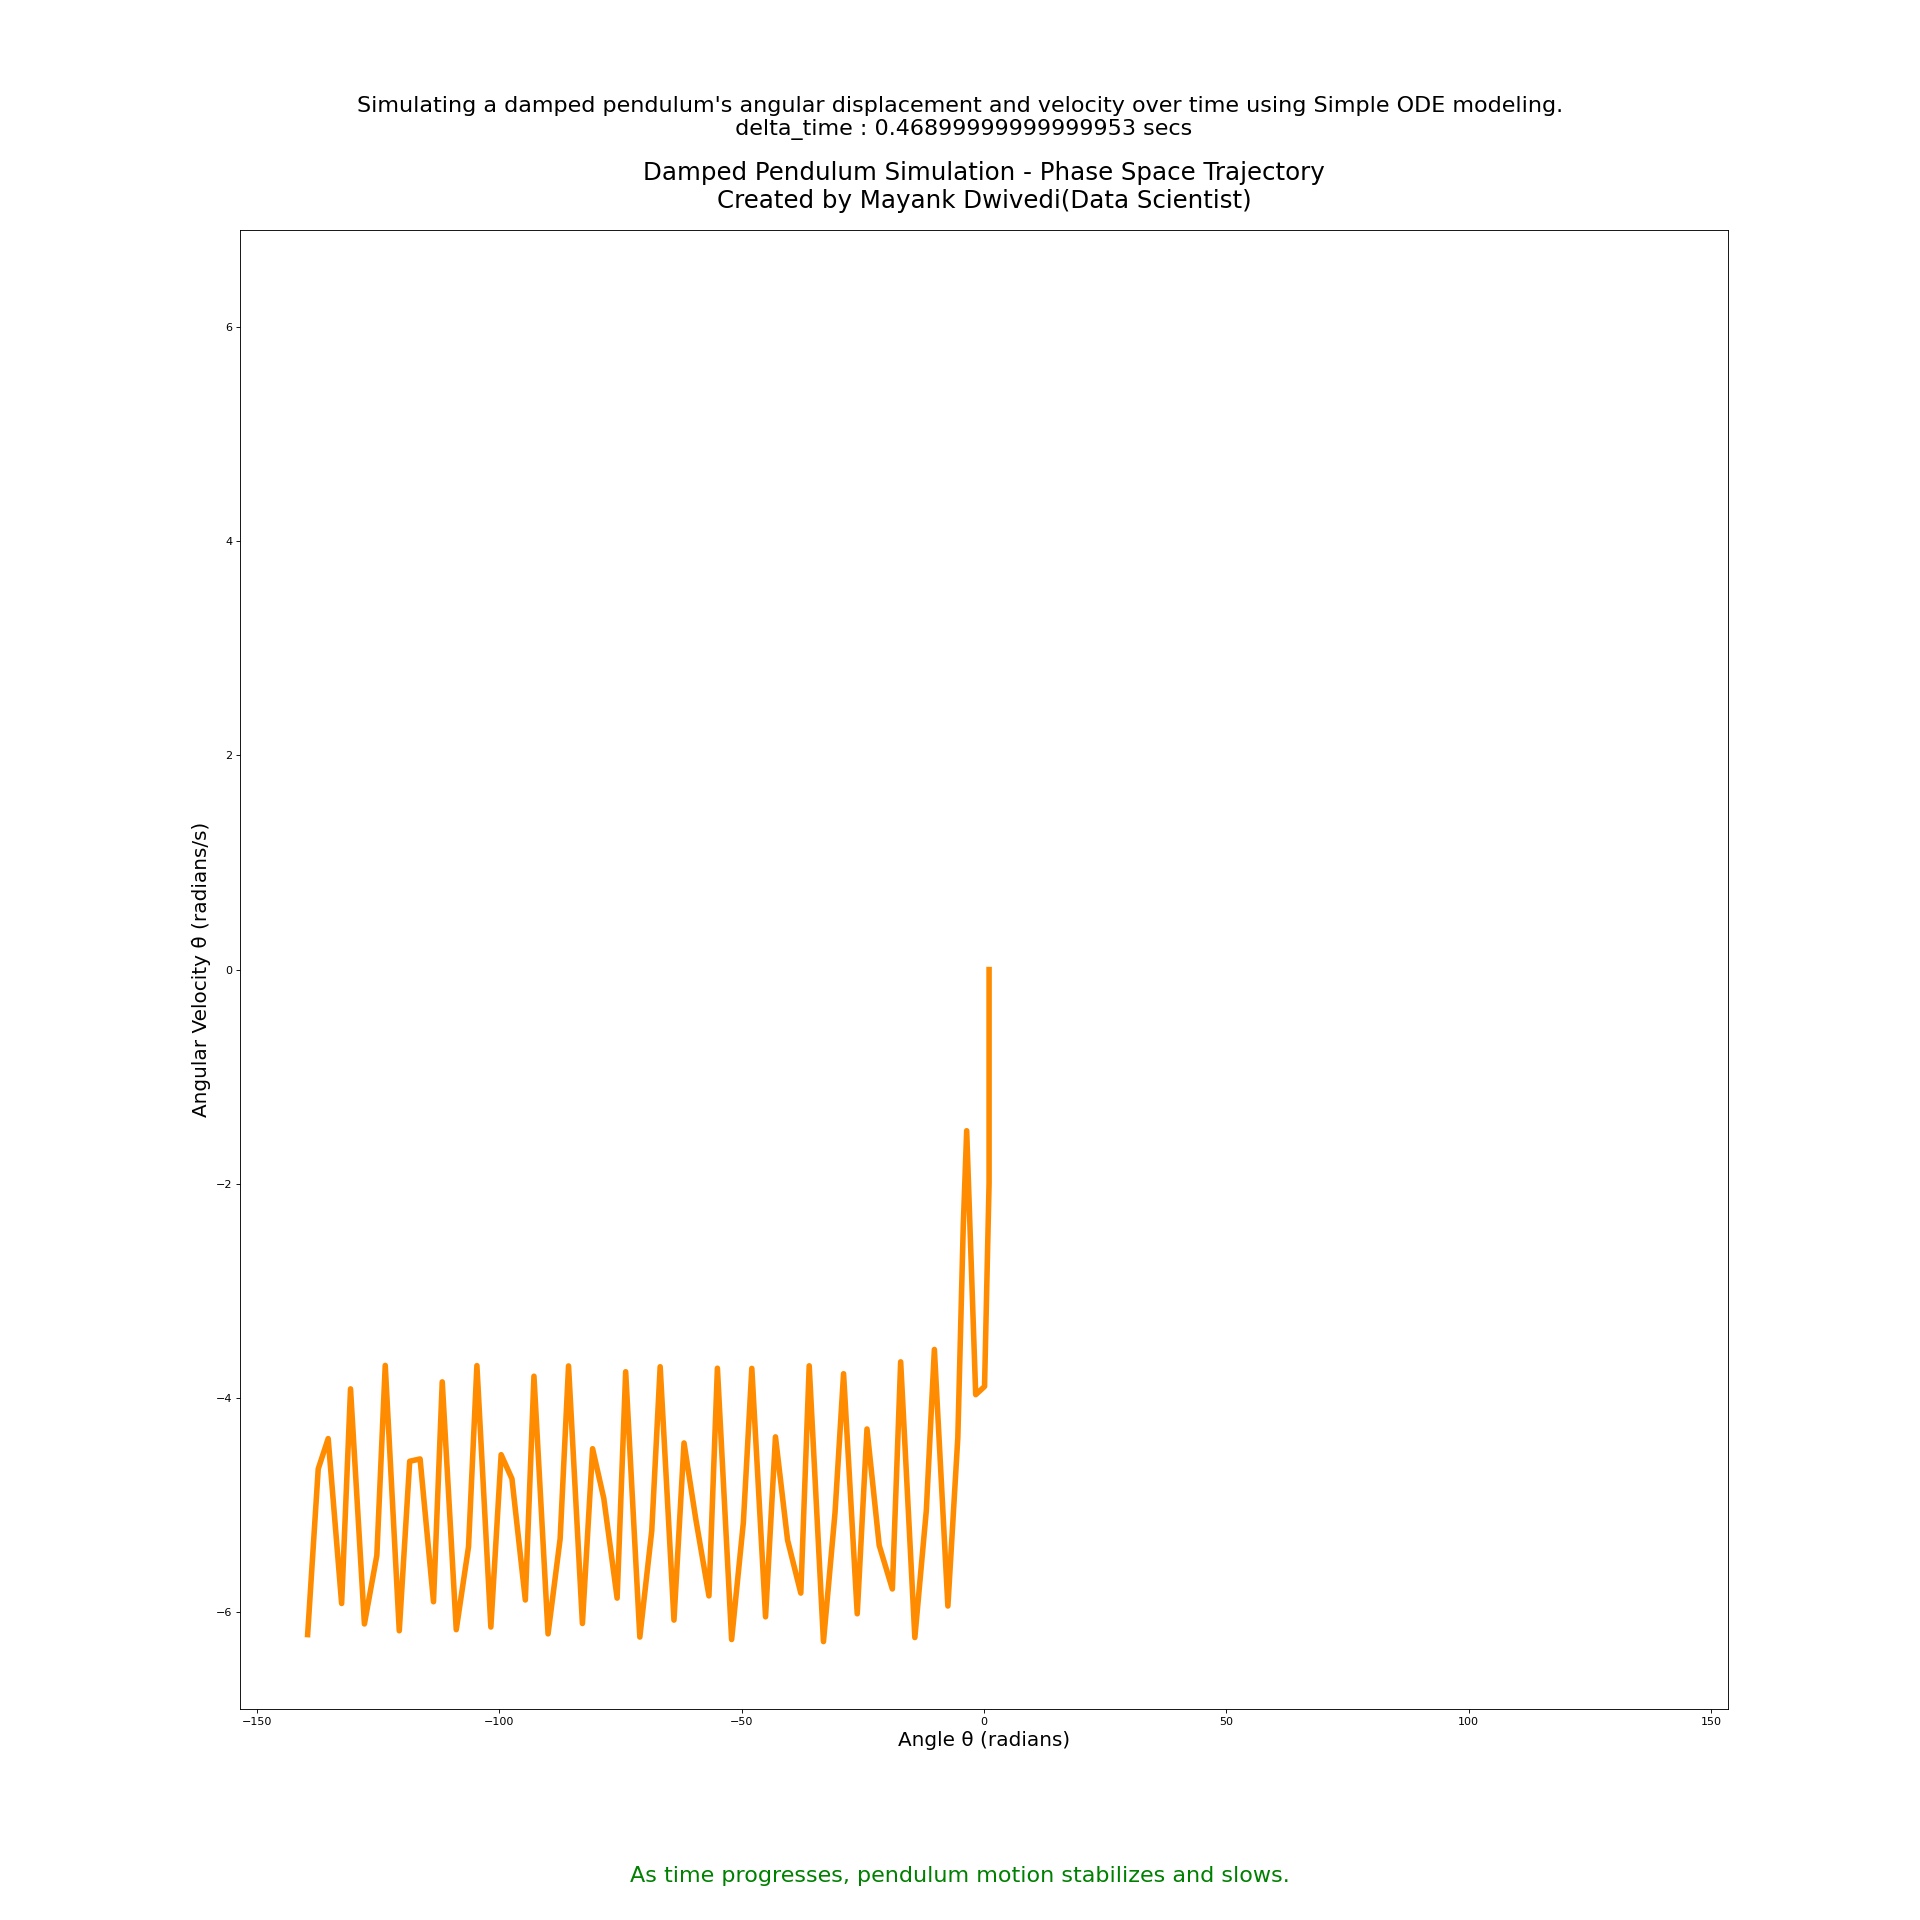 Simulating a damped pendulum's angular displacement and velocity over time using Simple ODE modeling.
delta_time : 0.46899999999999953 secs
Damped Pendulum Simulation - Phase Space Trajectory
Created by Mayank Dwivedi(Data Scientist)
6
4
2
0
−2
−4
−6
Angular Velocity θ (radians/s)
−150
−100
−50
0
50
100
150
Angle θ (radians)
As time progresses, pendulum motion stabilizes and slows.